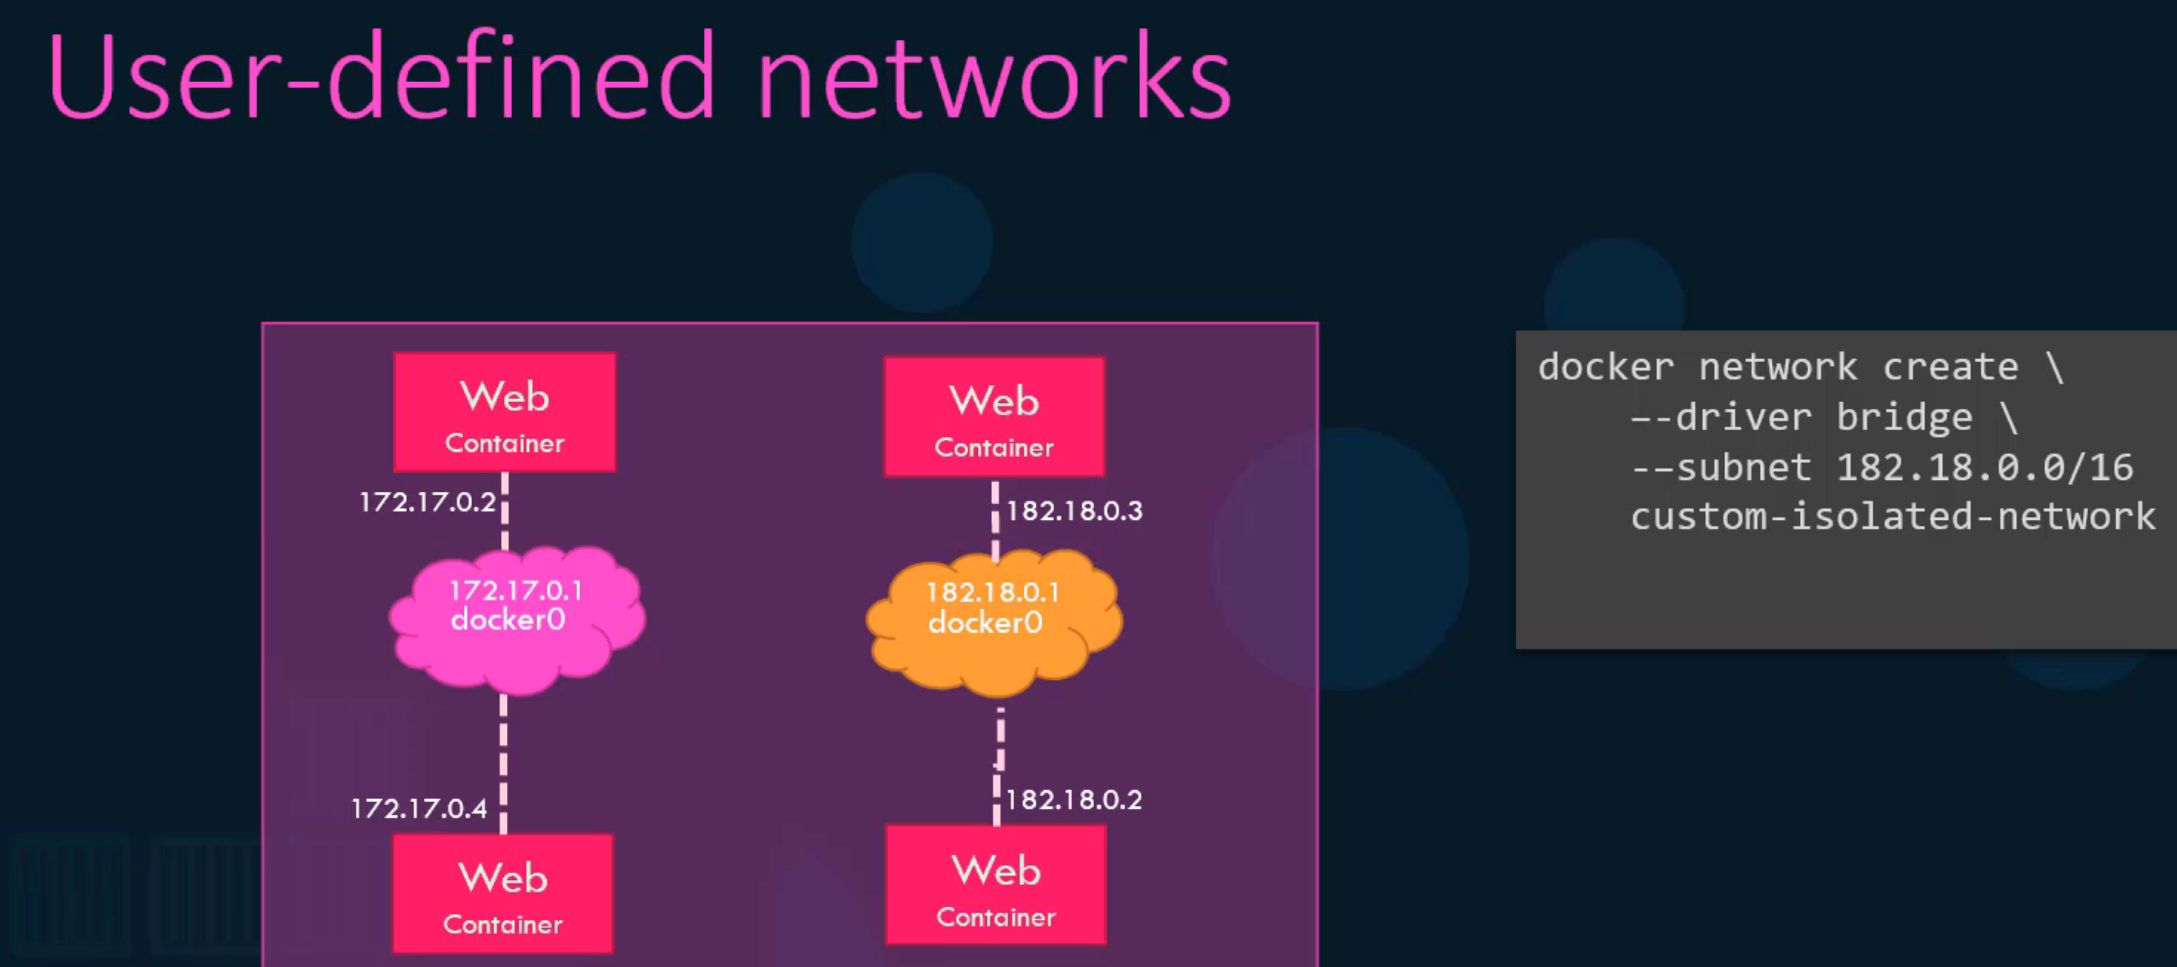 User-defined networks
Web
Container
172.17.0.2
172.17.0.1
docker0
172.17.0.4
Web
Container
Web
Container
182.18.0.3
182.18.0.1
docker0
182.18.0.2
Web
Container
docker network create \
--driver bridge \
--subnet 182.18.0.0/16
custom-isolated-network